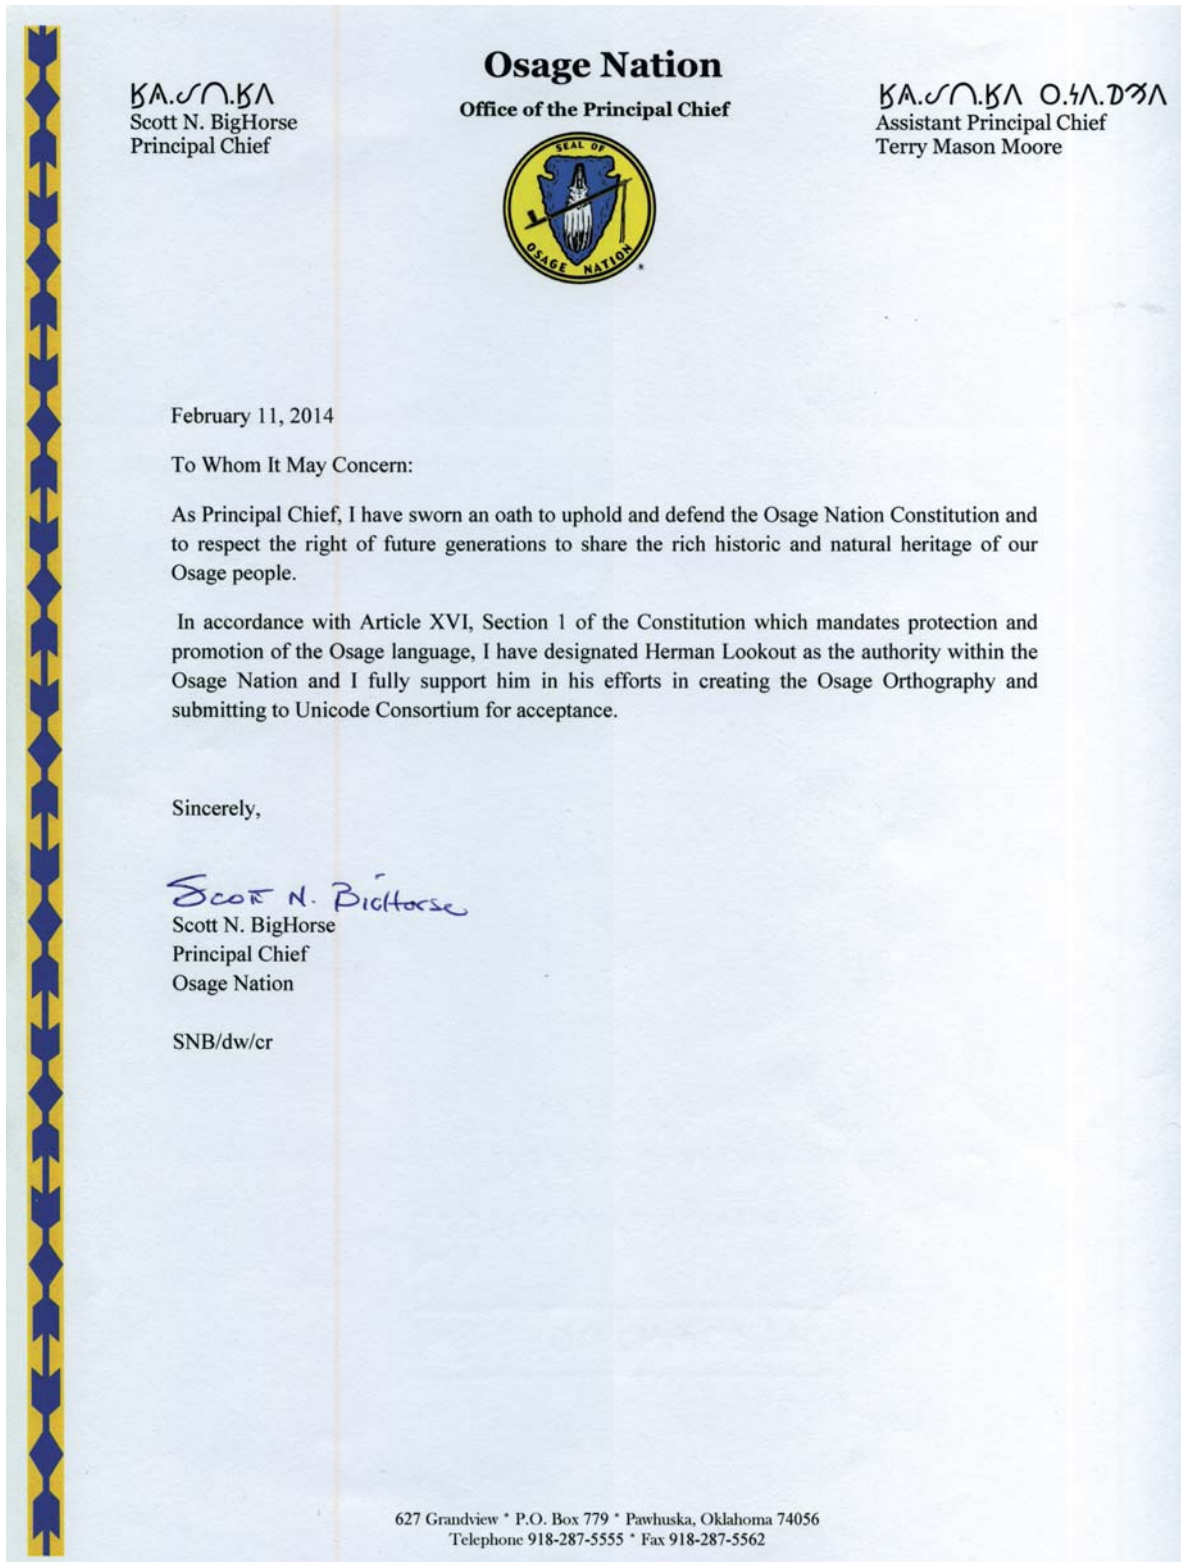 Osage Nation
Office of the Principal Chief
Scott N. BigHorse
Principal Chief
Assistant Principal Chief
Terry Mason Moore
SEAL OF
OSAGE NATION
February 11, 2014
To Whom It May Concern:
As Principal Chief, I have sworn an oath to uphold and defend the Osage Nation Constitution and
to respect the right of future generations to share the rich historic and natural heritage of our
Osage people.
In accordance with Article XVI, Section 1 of the Constitution which mandates protection and
promotion of the Osage language, I have designated Herman Lookout as the authority within the
Osage Nation and I fully support him in his efforts in creating the Osage Orthography and
submitting to Unicode Consortium for acceptance.
Sincerely,
Scott N. BigHorse
Scott N. BigHorse
Principal Chief
Osage Nation
SNB/dw/cr
627 Grandview * P.O. Box 779 * Pawhuska, Oklahoma 74056
Telephone 918-287-5555 * Fax 918-287-5562